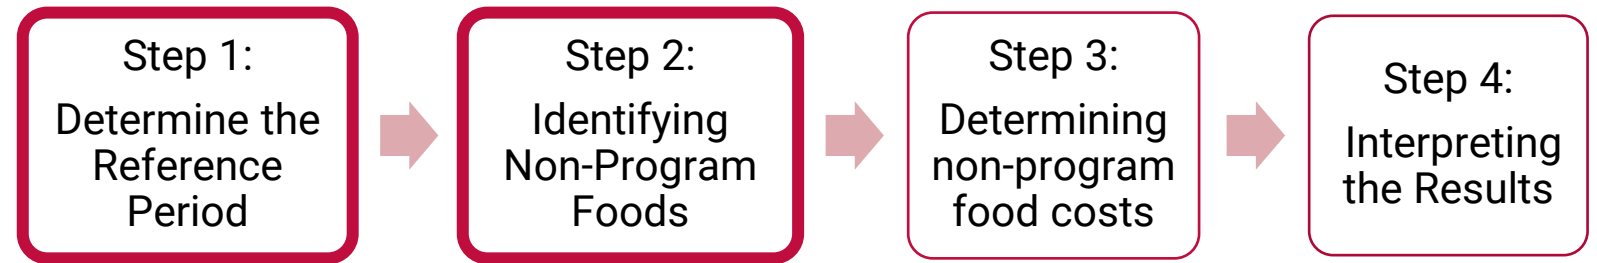 Step 1:
Determine the
Reference
Period
Step 2:
Identifying
Non-Program
Foods
Step 3:
Determining
non-program
food costs
Step 4:
Interpreting
the Results